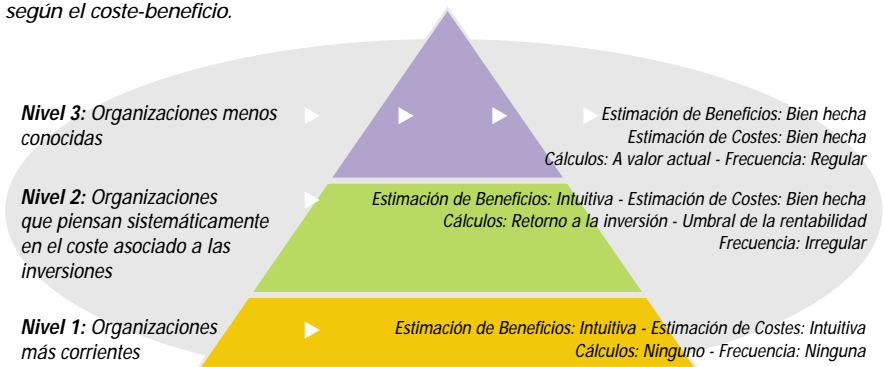 según el coste-beneficio.
Nivel 3: Organizaciones menos
conocidas
Estimación de Beneficios: Bien hecha
Estimación de Costes: Bien hecha
Cálculos: A valor actual - Frecuencia: Regular
Nivel 2: Organizaciones
que piensan sistemáticamente
en el coste asociado a las
inversiones
Estimación de Beneficios: Intuitiva - Estimación de Costes: Bien hecha
Cálculos: Retorno a la inversión - Umbral de la rentabilidad
Frecuencia: Irregular
Nivel 1: Organizaciones
más corrientes
Estimación de Beneficios: Intuitiva - Estimación de Costes: Intuitiva
Cálculos: Ninguno - Frecuencia: Ninguna